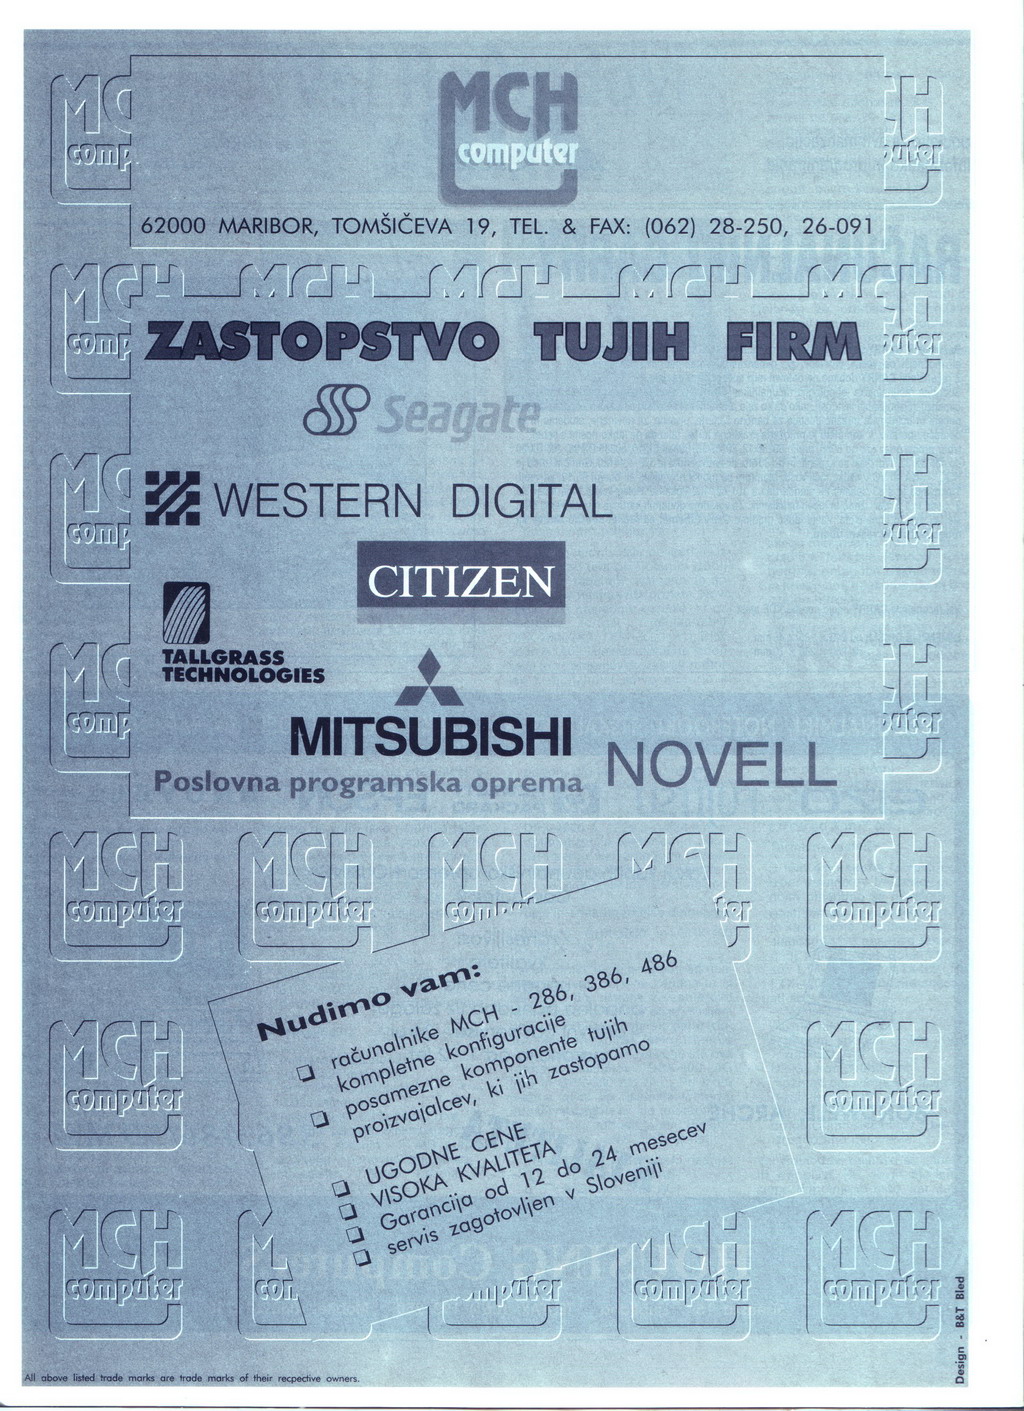 MCH
computer
62000 MARIBOR, TOMŠIČEVA 19, TEL. & FAX: (062) 28-250, 26-091
ZASTOPSTVO TUJIH FIRM
Seagate
WESTERN DIGITAL
CITIZEN
TALLGRASS
TECHNOLOGIES
MITSUBISHI
NOVELL
Poslovna programska oprema
Nudimo vam:
❏ računalnike MCH - 286, 386, 486
kompletne konfiguracije
❏ posamezne komponente tujih
proizvajalcev, ki jih zastopamo
❏ UGODNE CENE
❏ VISOKA KVALITETA
❏ Garancija od 12 do 24 mesecev
❏ servis zagotovljen v Sloveniji
Design - B&T Bled
All above listed trade marks are trade marks of their recpective owners.